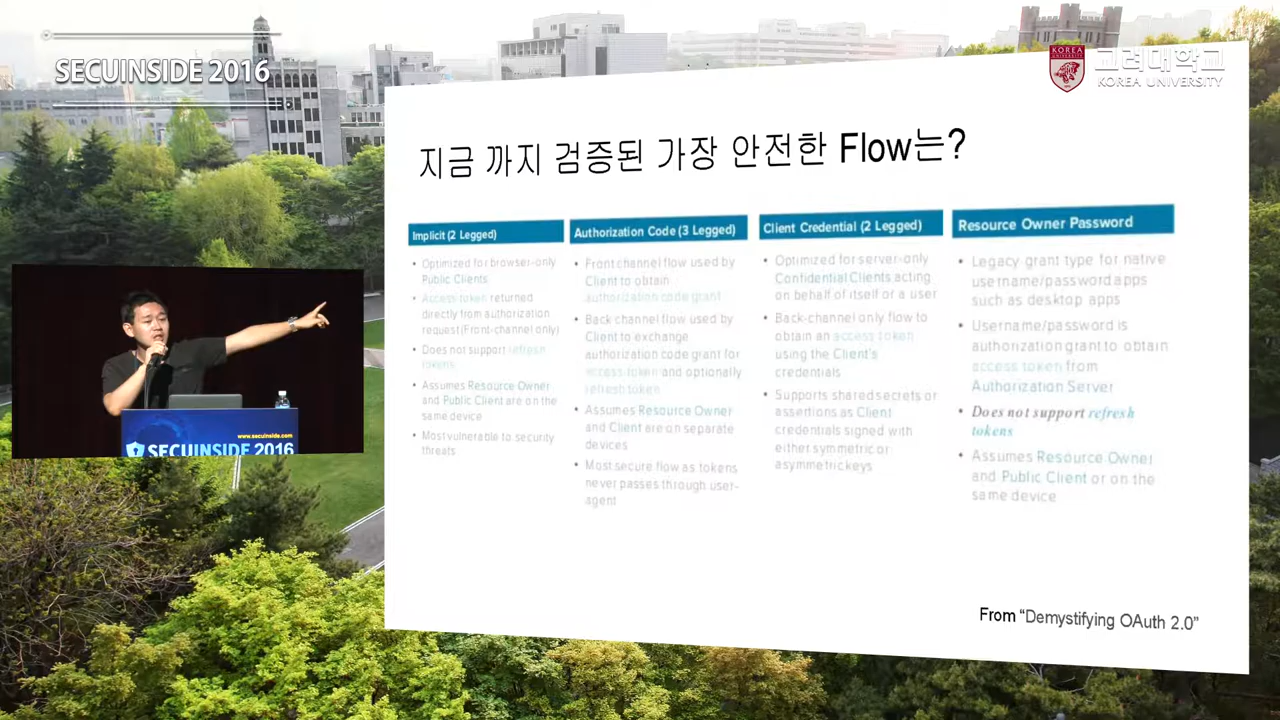 SECUINSIDE 2016
KOREA
UNIVERSITY
고려대학교
KOREA UNIVERSITY
지금 까지 검증된 가장 안전한 Flow는?
Implicit (2 Legged)
• Optimized for browser-only
Public Clients
• Access token returned
directly from authorization
request (Front-channel only)
• Does not support refresh
tokens
• Assumes Resource Owner
and Public Client are on the
same device
• Most vulnerable to security
threats
Authorization Code (3 Legged)
• Front channel flow used by
Client to obtain
authorization code grant
• Back channel flow used by
Client to exchange
authorization code grant for
access token and optionally
refresh token
• Assumes Resource Owner
and Client are on separate
devices
• Most secure flow as tokens
never passes through user-
agent
Client Credential (2 Legged)
• Optimized for server-only
Confidential Clients acting
on behalf of itself or a user
• Back-channel only flow to
obtain an access token
using the Client's
credentials
• Supports shared secrets or
assertions as Client
credentials signed with
either symmetric or
asymmetric keys
Resource Owner Password
• Legacy grant type for native
username/password apps
such as desktop apps
• Username/password is
authorization grant to obtain
access token from
Authorization Server
• Does not support refresh
tokens
• Assumes Resource Owner
and Public Client or on the
same device
From “Demystifying OAuth 2.0”
www.secuinside.com
SECUINSIDE 2016